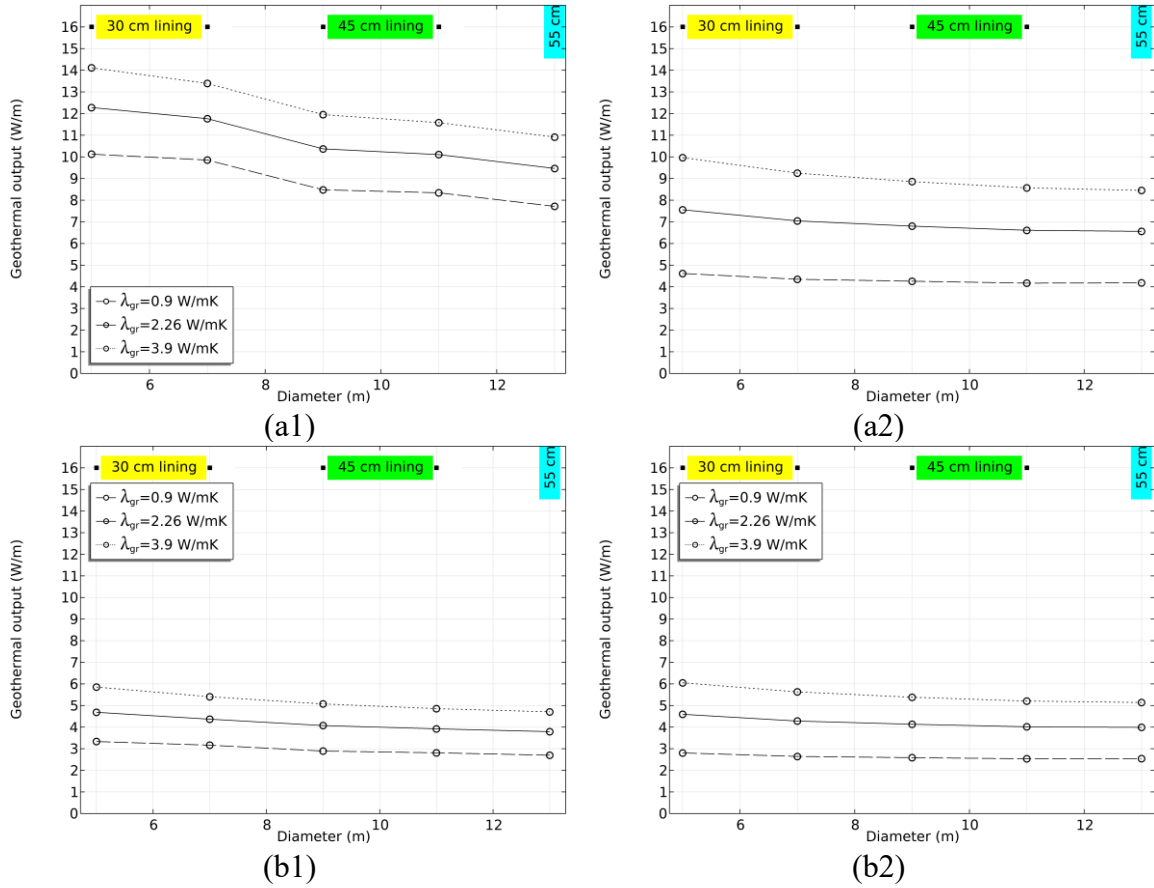 16
15
14
13
12
11
10
9
8
7
6
5
4
3
2
1
0
Geothermal output (W/m)
30 cm lining
45 cm lining
55 cm
λgr=0.9 W/mK
λgr=2.26 W/mK
λgr=3.9 W/mK
6 8 10 12
Diameter (m)
(a1)
16
15
14
13
12
11
10
9
8
7
6
5
4
3
2
1
0
Geothermal output (W/m)
30 cm lining
45 cm lining
55 cm
6 8 10 12
Diameter (m)
(a2)
16
15
14
13
12
11
10
9
8
7
6
5
4
3
2
1
0
Geothermal output (W/m)
30 cm lining
45 cm lining
55 cm
λgr=0.9 W/mK
λgr=2.26 W/mK
λgr=3.9 W/mK
6 8 10 12
Diameter (m)
(b1)
16
15
14
13
12
11
10
9
8
7
6
5
4
3
2
1
0
Geothermal output (W/m)
30 cm lining
45 cm lining
55 cm
λgr=0.9 W/mK
λgr=2.26 W/mK
λgr=3.9 W/mK
6 8 10 12
Diameter (m)
(b2)